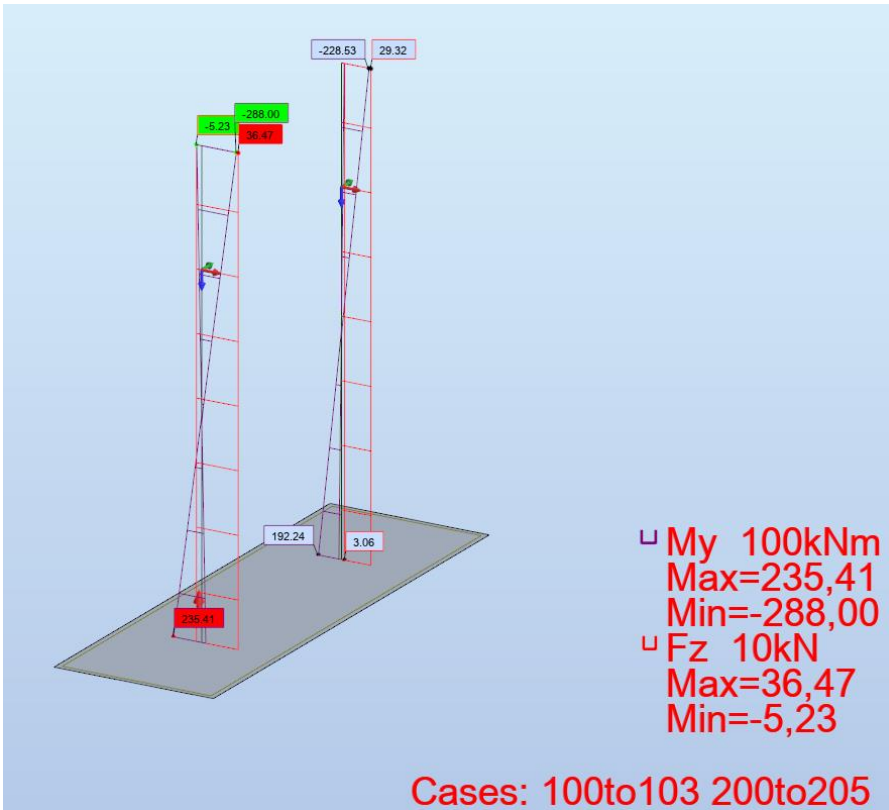 -228.53 29.32
-288.00
-5.23
36.47
192.24 3.06
235.41
My 100kNm
Max=235,41
Min=-288,00
Fz 10kN
Max=36,47
Min=-5,23
Cases: 100to103 200to205